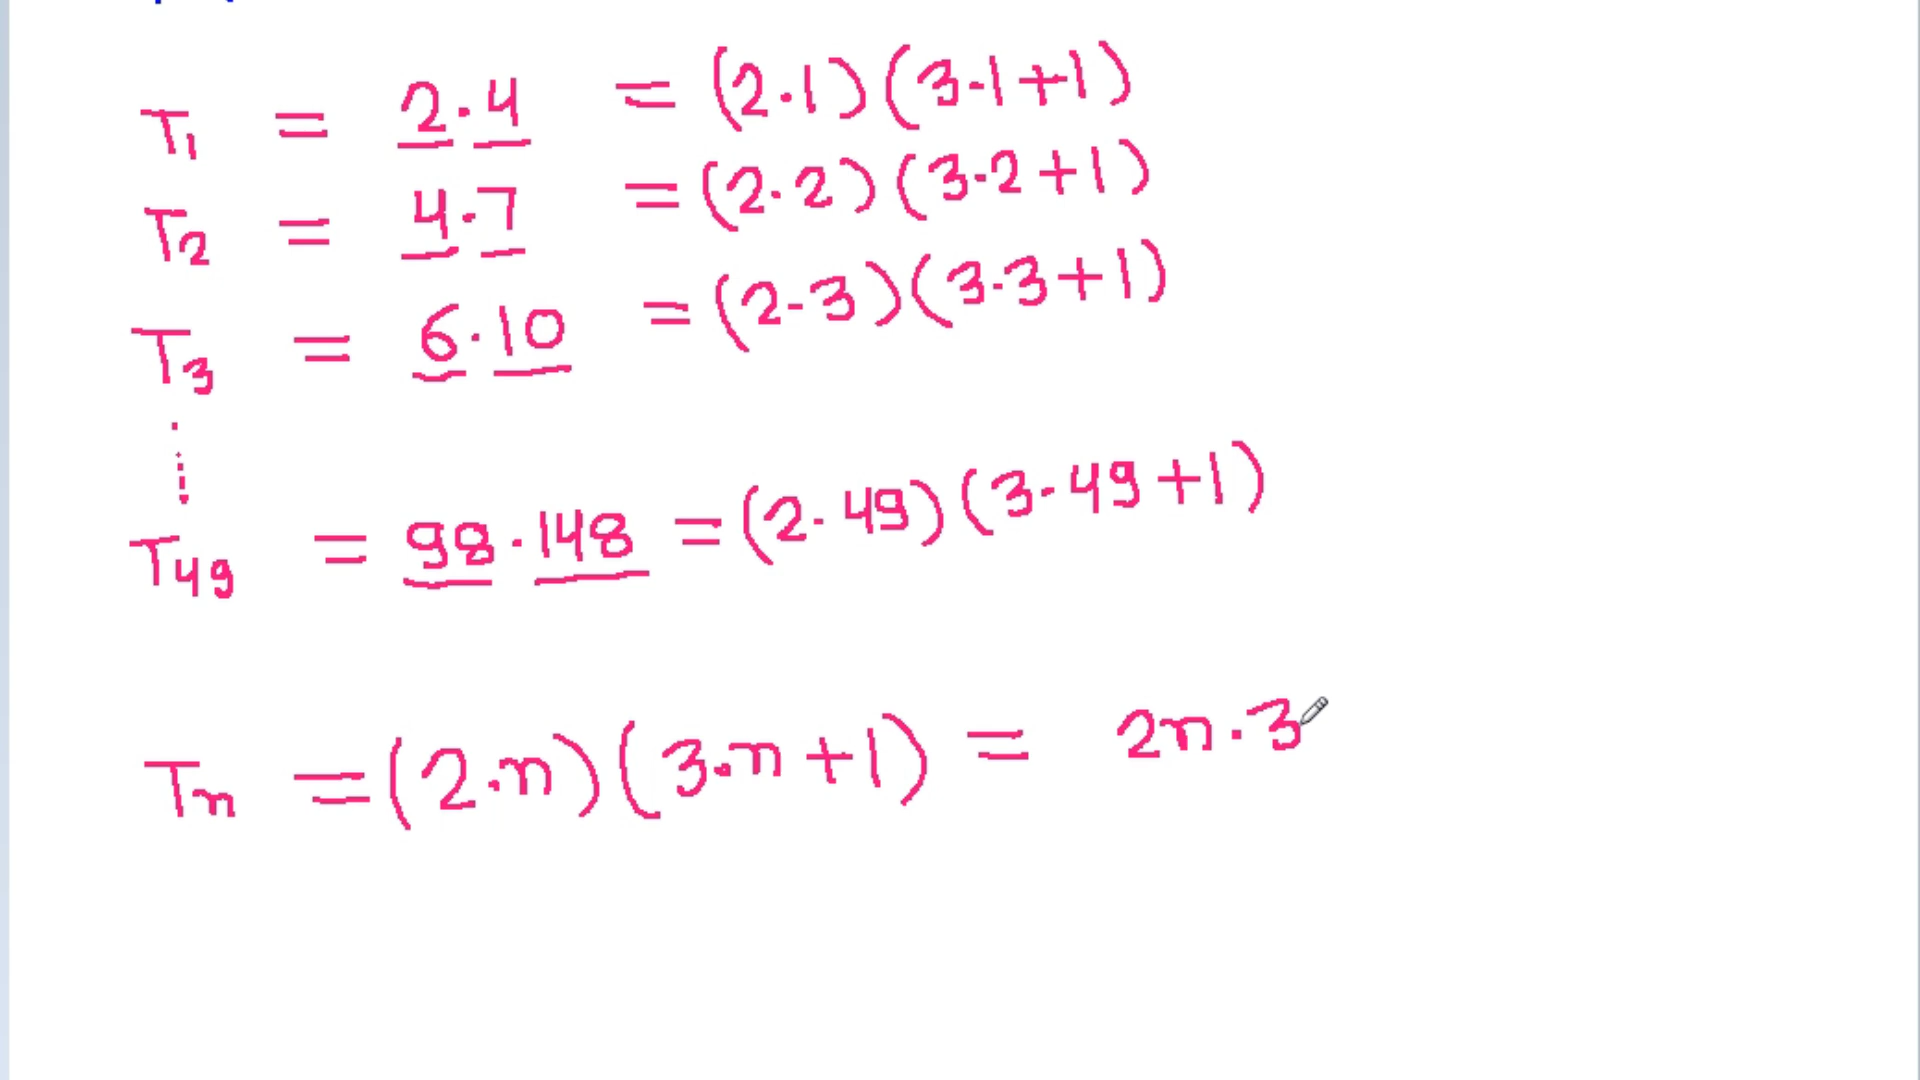 T1 = 2·4 = (2·1)(3·1+1)
T2 = 4·7 = (2·2)(3·2+1)
T3 = 6·10 = (2·3)(3·3+1)
T49 = 98·148 = (2·49)(3·49+1)
Tn = (2·n)(3·n+1) = 2n·3